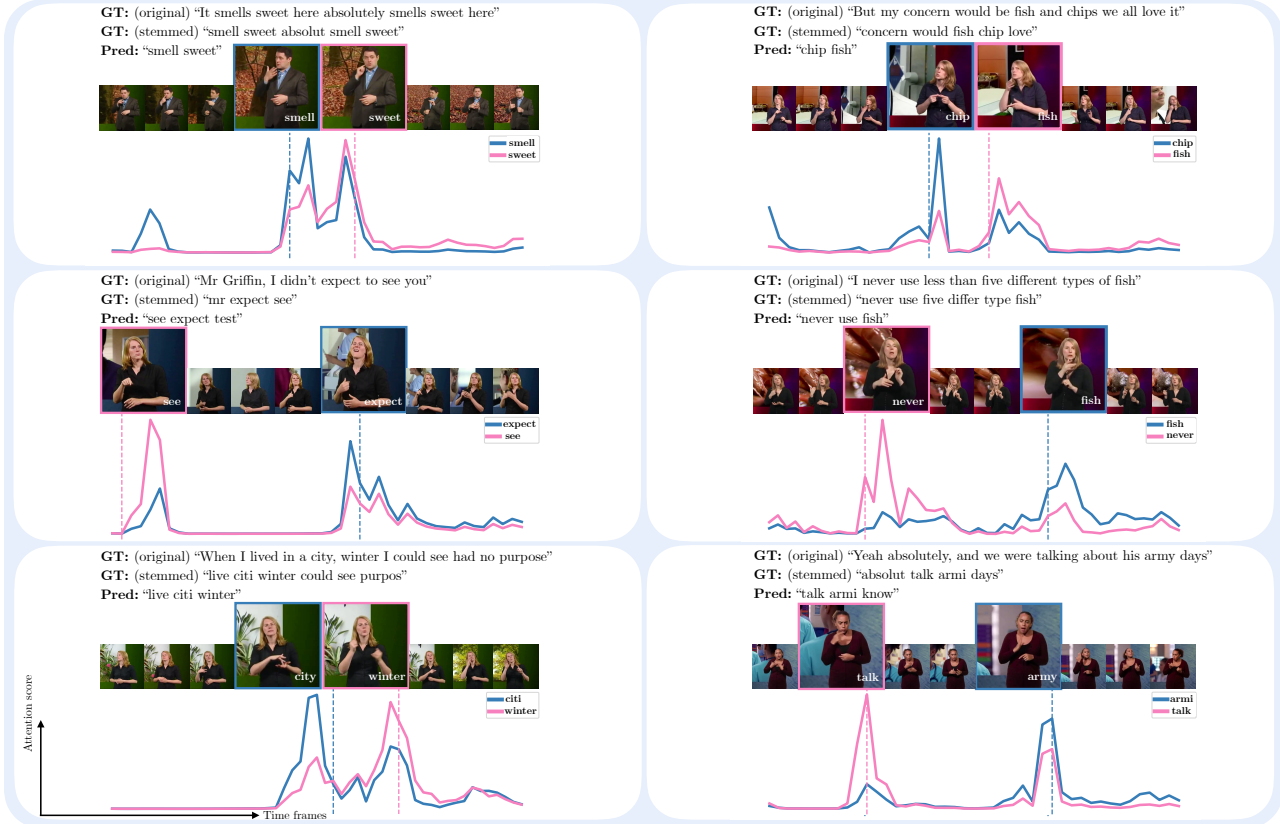 GT: (original) “It smells sweet here absolutely smells sweet here”
GT: (stemmed) “smell sweet absolut smell sweet”
Pred: “smell sweet”
smell
sweet
smell
sweet
GT: (original) “But my concern would be fish and chips we all love it”
GT: (stemmed) “concern would fish chip love”
Pred: “chip fish”
chip
fish
chip
fish
GT: (original) “Mr Griffin, I didn’t expect to see you”
GT: (stemmed) “mr expect see”
Pred: “see expect test”
see
expect
expect
see
GT: (original) “I never use less than five different types of fish”
GT: (stemmed) “never use five differ type fish”
Pred: “never use fish”
never
fish
fish
never
GT: (original) “When I lived in a city, winter I could see had no purpose”
GT: (stemmed) “live citi winter could see purpos”
Pred: “live citi winter”
city
winter
citi
winter
Attention score
Time frames
GT: (original) “Yeah absolutely, and we were talking about his army days”
GT: (stemmed) “absolut talk armi days”
Pred: “talk armi know”
talk
army
armi
talk